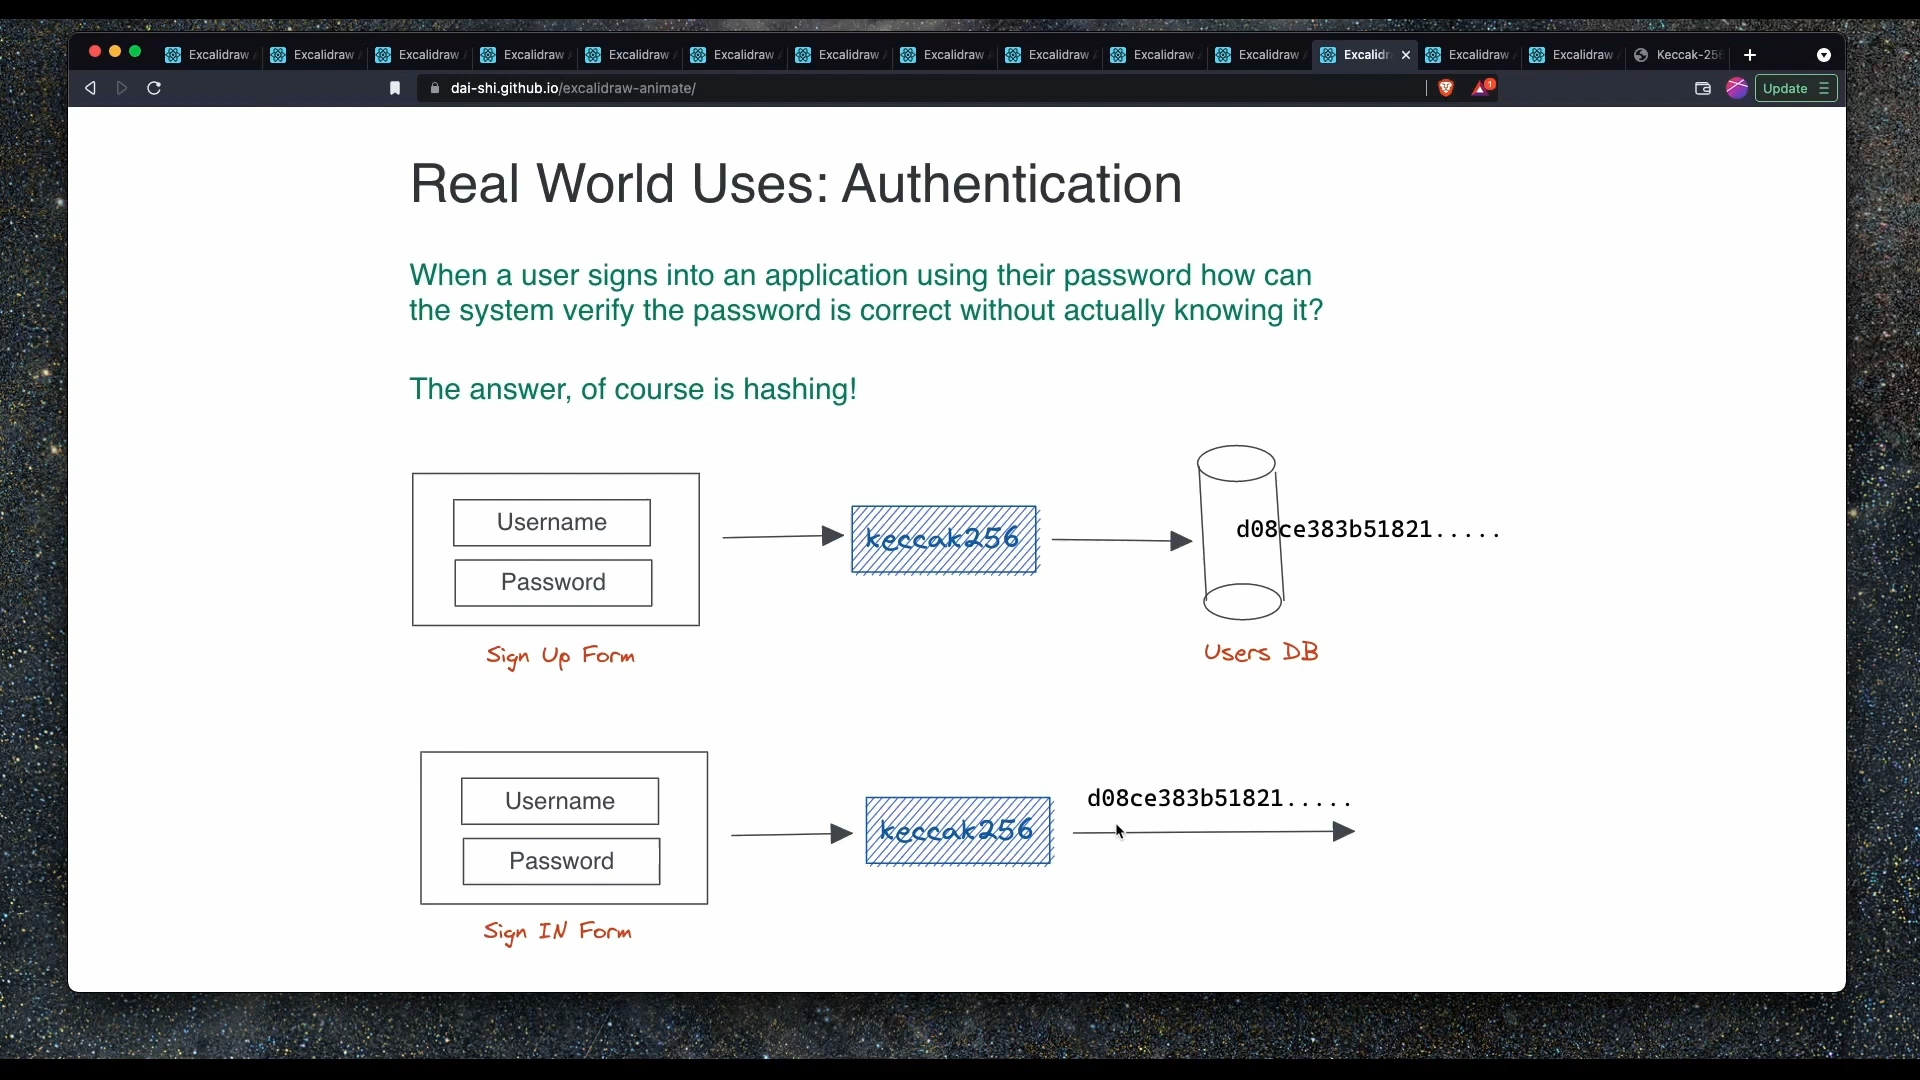 Excalidraw Excalidraw Excalidraw Excalidraw Excalidraw Excalidraw Excalidraw Excalidraw Excalidraw Excalidraw Excalidraw Excalidr Excalidraw Excalidraw Keccak-256
dai-shi.github.io/excalidraw-animate/
1
Update
Real World Uses: Authentication
When a user signs into an application using their password how can
the system verify the password is correct without actually knowing it?
The answer, of course is hashing!
Username
Password
Sign Up Form
keccak256
d08ce383b51821.....
Users DB
Username
Password
Sign IN Form
keccak256
d08ce383b51821.....